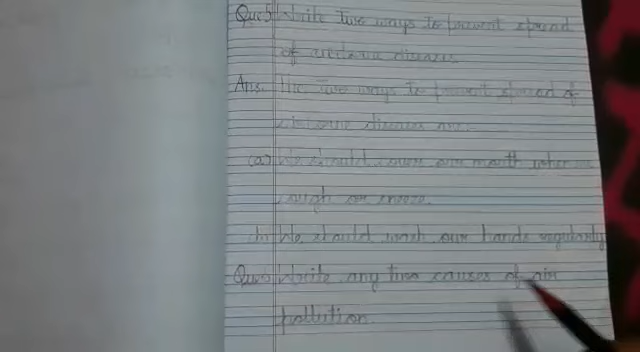 Que5 Write two ways to prevent spread
of airborne diseases.
Ans. The two ways to prevent spread of
airborne diseases are:-
(a) We should cover our mouth when we
cough or sneeze.
(b) We should wash our hands regularly
Que6 Write any two causes of air
pollution.